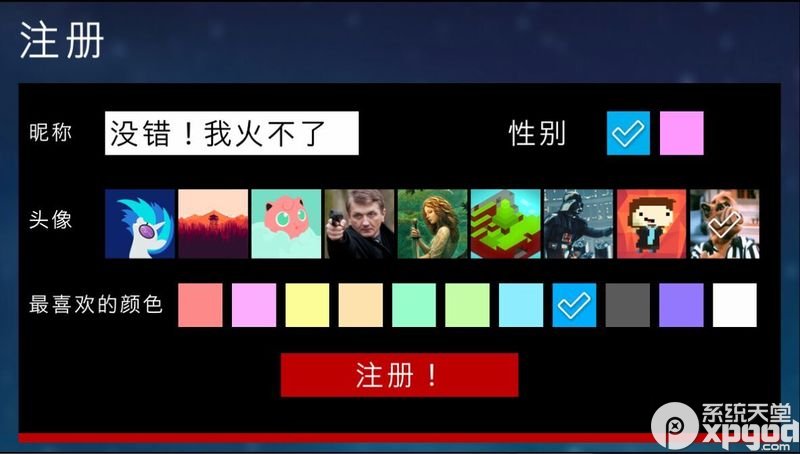 注册
昵称
没错！我火不了
性别
头像
最喜欢的颜色
注册！
系统天堂
xpgod
.com